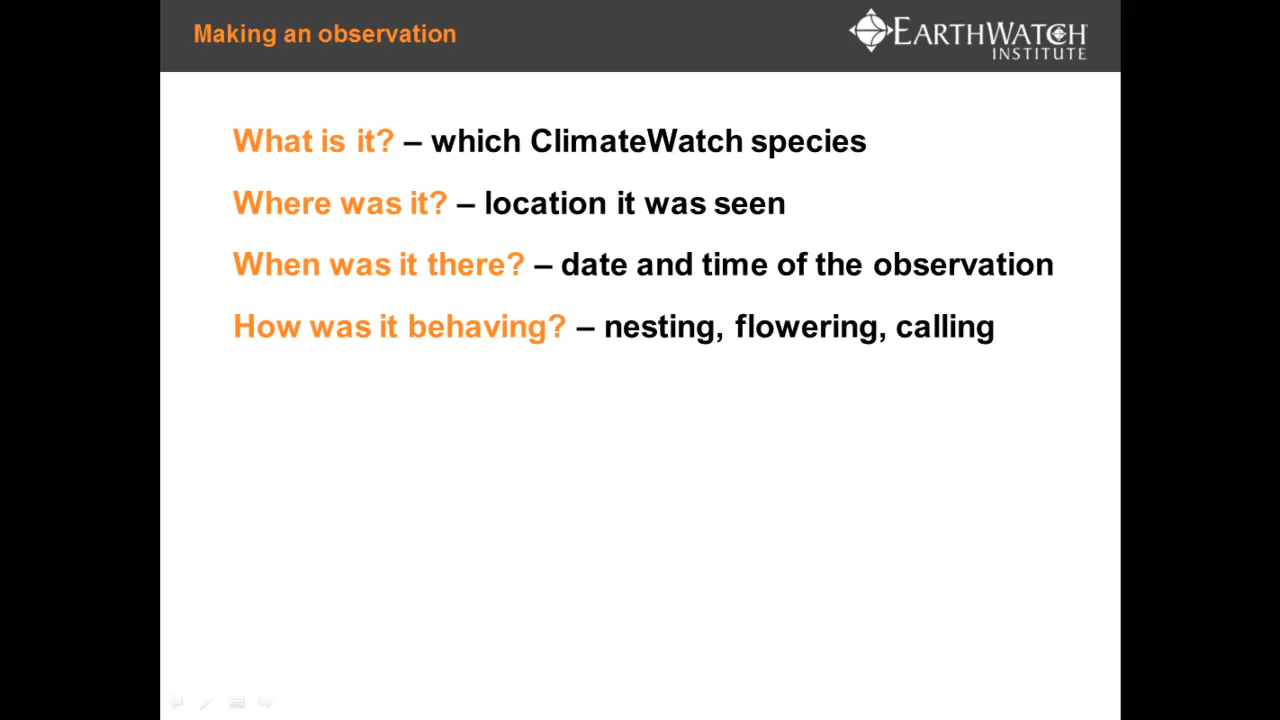 Making an observation
EARTHWATCH
INSTITUTE
What is it? – which ClimateWatch species
Where was it? – location it was seen
When was it there? – date and time of the observation
How was it behaving? – nesting, flowering, calling